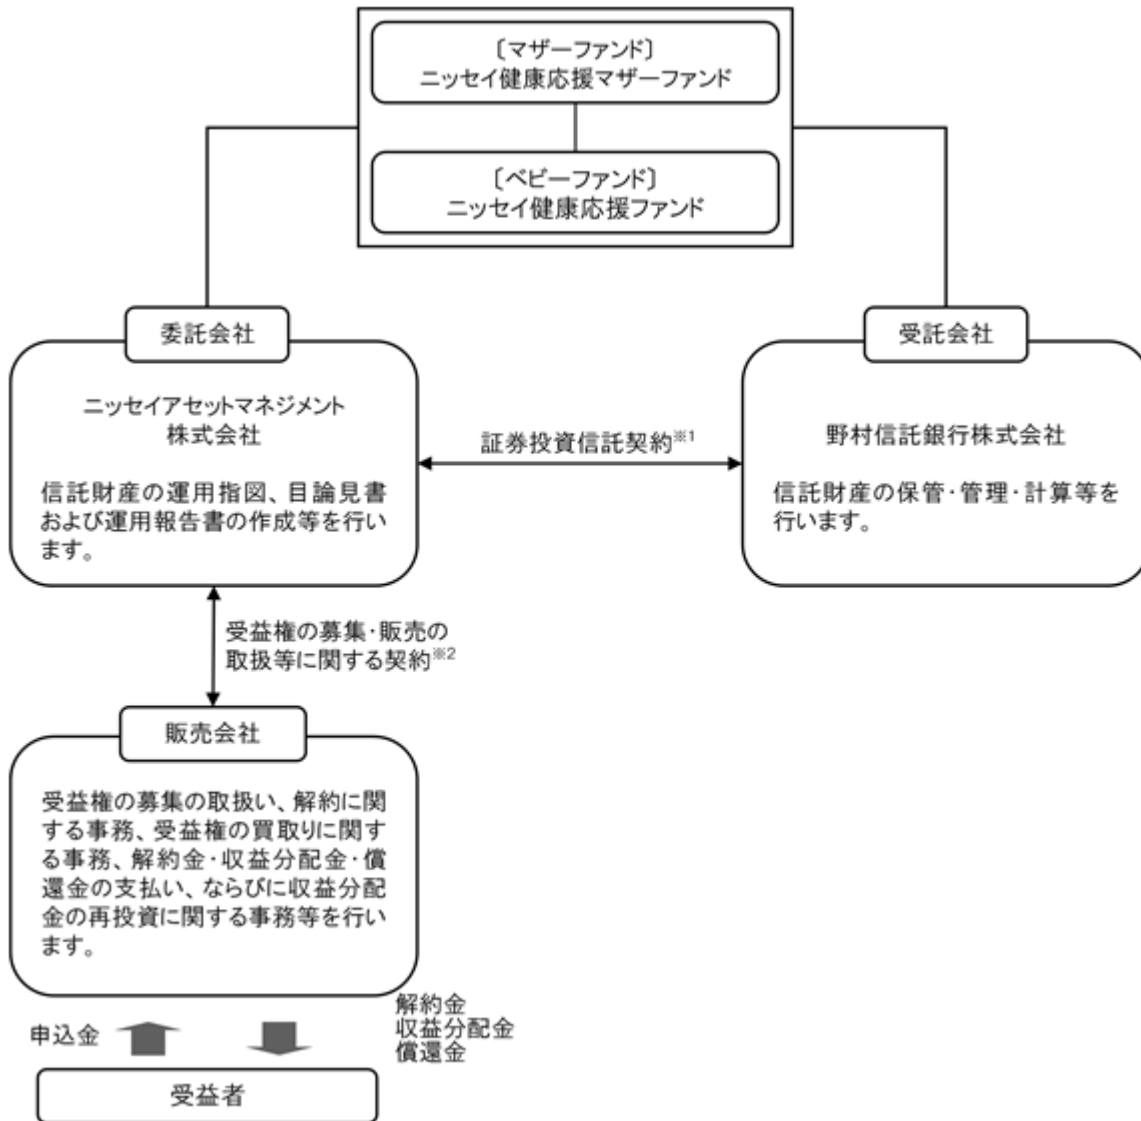 〔マザーファンド〕
ニッセイ健康応援マザーファンド
〔ベビーファンド〕
ニッセイ健康応援ファンド
委託会社
ニッセイアセットマネジメント
株式会社
信託財産の運用指図、目論見書
および運用報告書の作成等を行い
ます。
証券投資信託契約※1
受託会社
野村信託銀行株式会社
信託財産の保管・管理・計算等を
行います。
受益権の募集・販売の
取扱等に関する契約※2
販売会社
受益権の募集の取扱い、解約に関
する事務、受益権の買取りに関す
る事務、解約金・収益分配金・償
還金の支払い、ならびに収益分配
金の再投資に関する事務等を行い
ます。
申込金
解約金
収益分配金
償還金
受益者